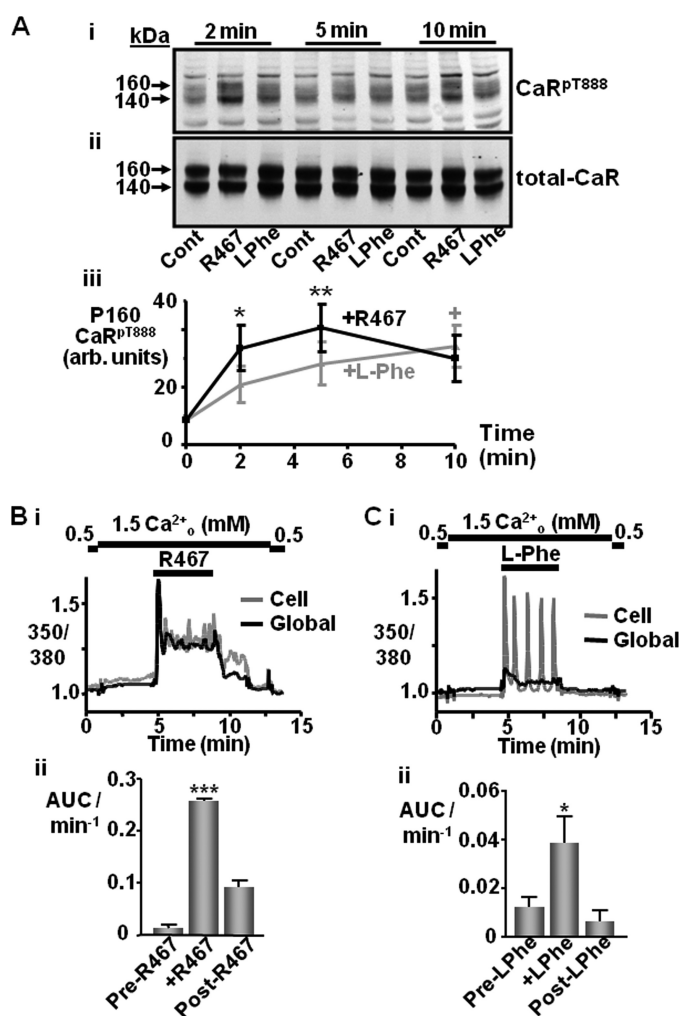 A
i
kDa
2 min 5 min 10 min
160
140
CaR^pT888
ii
160
140
total-CaR
Cont R467 LPhe Cont R467 LPhe Cont R467 LPhe
iii
P160
CaR^pT888
(arb. units)
40
20
0
* ** +
+R467
+L-Phe
0 2 4 6 8 10
Time
(min)
B i
0.5 1.5 Ca²⁺ₒ (mM) 0.5
R467
1.5
350/
380
1.0
Cell
Global
0 5 10 15
Time (min)
ii
AUC /
min⁻¹
0.3
0.2
0.1
0
***
Pre-R467 +R467 Post-R467
C i
0.5 1.5 Ca²⁺ₒ (mM) 0.5
L-Phe
1.5
350/
380
1.0
Cell
Global
0 5 10 15
Time (min)
ii
AUC /
min⁻¹
0.06
0.04
0.02
0
*
Pre-LPhe +LPhe Post-LPhe